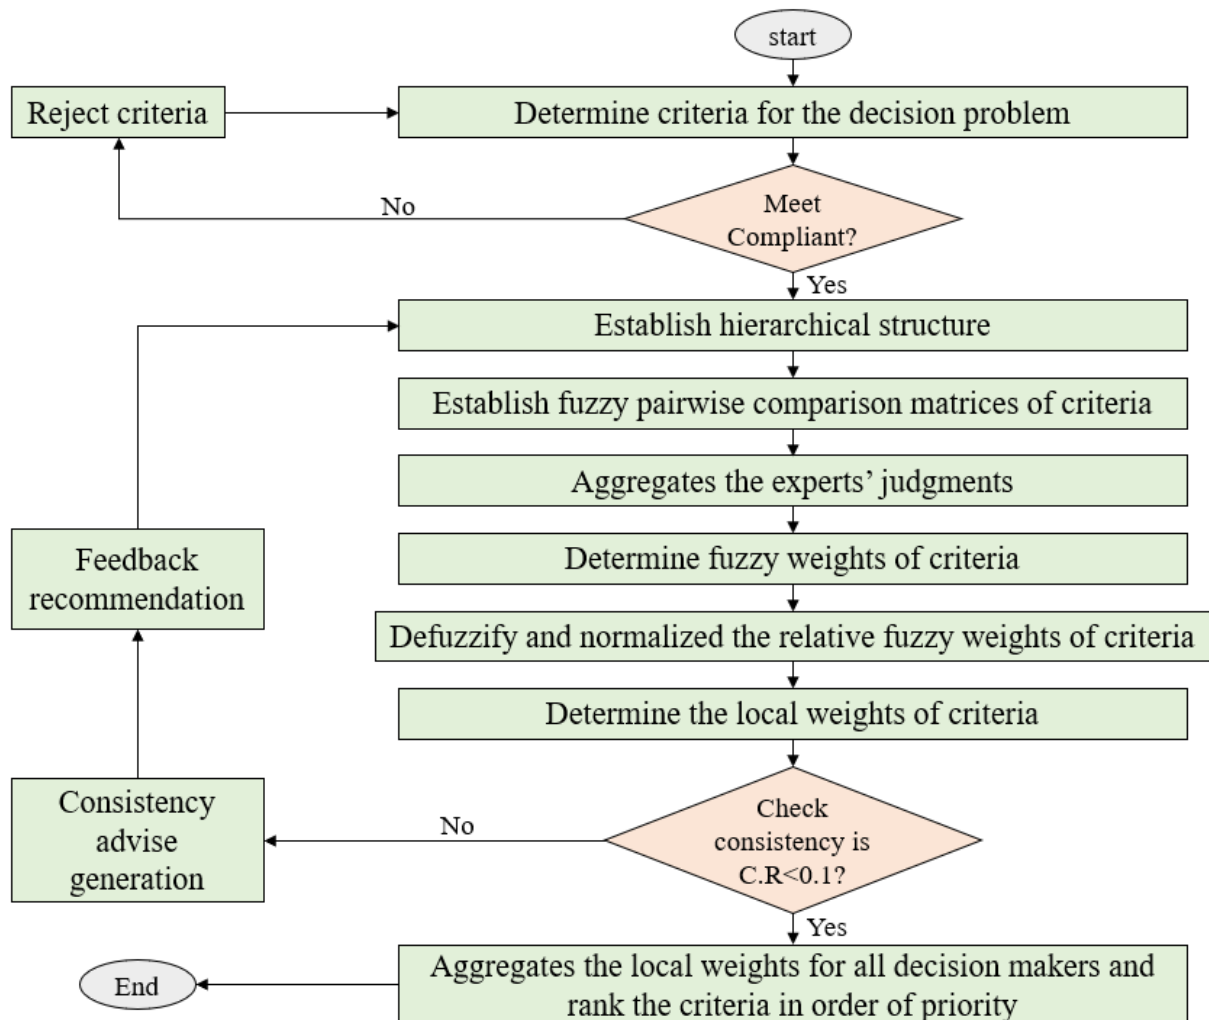 start
Reject criteria
Determine criteria for the decision problem
No
Meet
Compliant?
Yes
Establish hierarchical structure
Establish fuzzy pairwise comparison matrices of criteria
Aggregates the experts’ judgments
Feedback
recommendation
Determine fuzzy weights of criteria
Defuzzify and normalized the relative fuzzy weights of criteria
Determine the local weights of criteria
Consistency
advise
generation
No
Check
consistency is
C.R<0.1?
Yes
Aggregates the local weights for all decision makers and
rank the criteria in order of priority
End